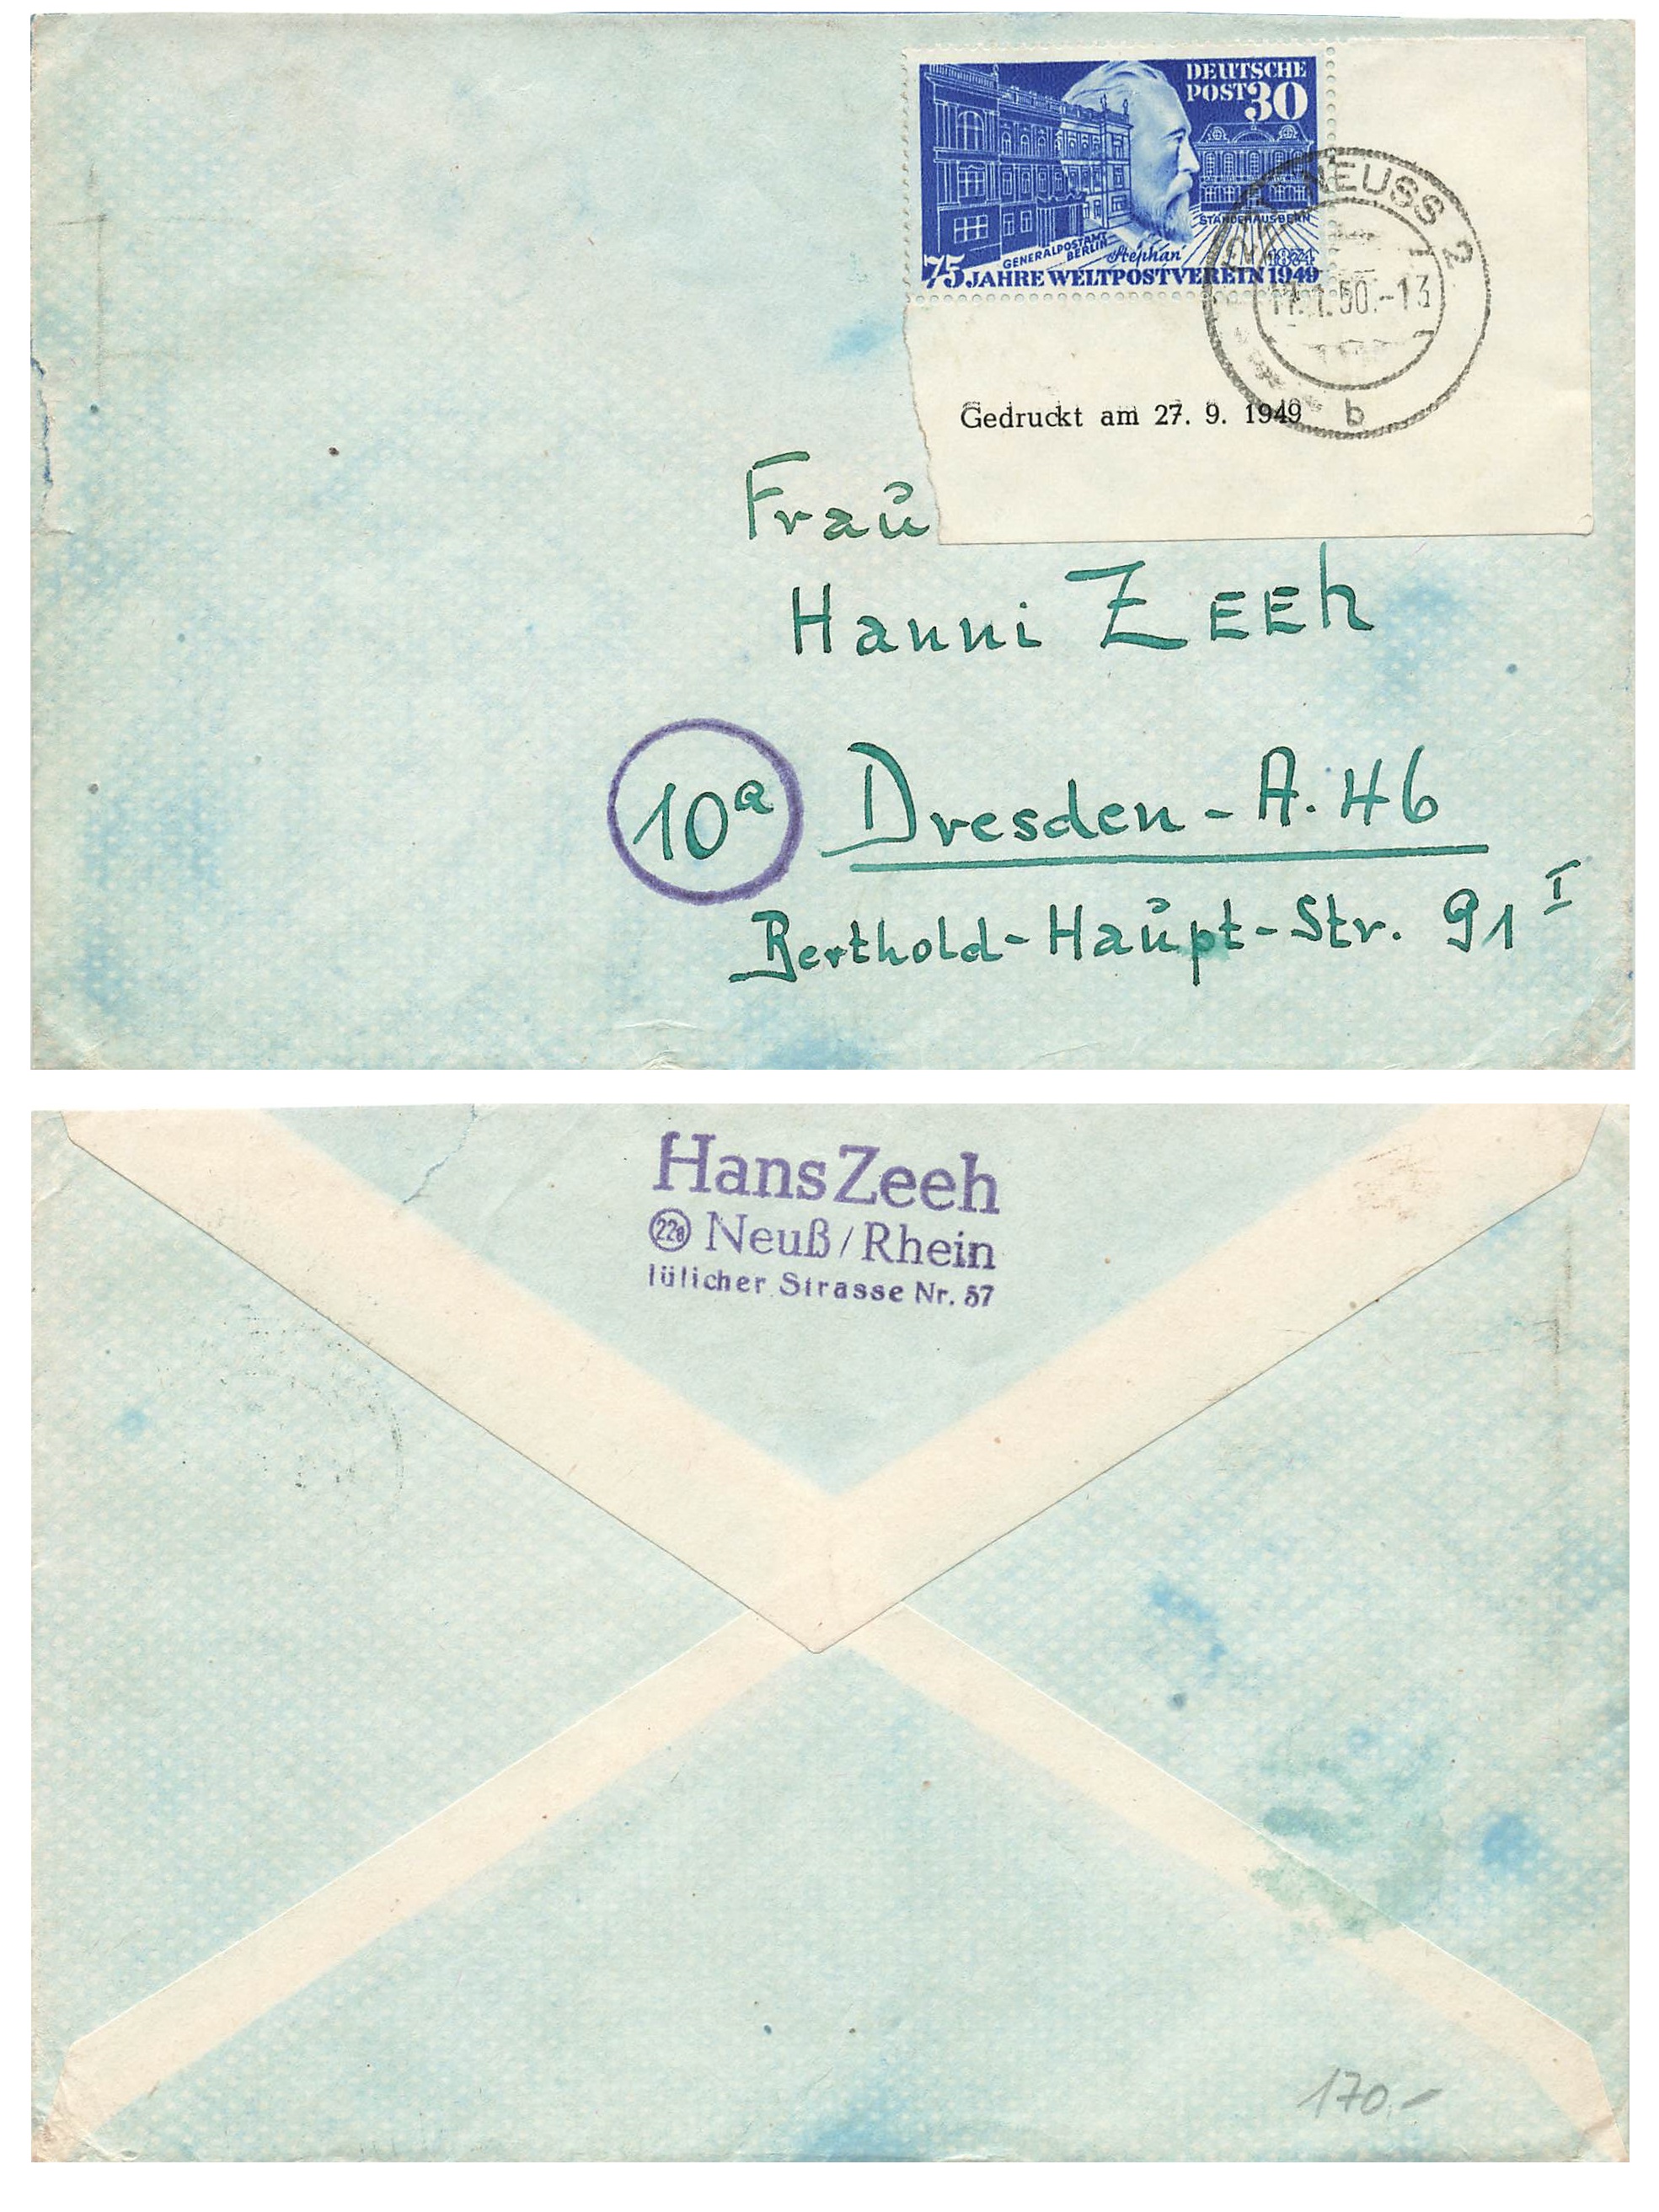 DEUTSCHE
POST 30
STÄNDEHAUS BERN
GENERALPOSTAMT
BERLIN
Stephan
1874
75 JAHRE WELTPOSTVEREIN 1949
NEUSS 2
.1.50.-13
b
Gedruckt am 27. 9. 1949
Frau
Hanni ZEEh
10a Dresden-A. 46
Berthold-Haupt-Str. 91 I
Hans Zeeh
22a Neuß/Rhein
Jülicher Strasse Nr. 57
170.-